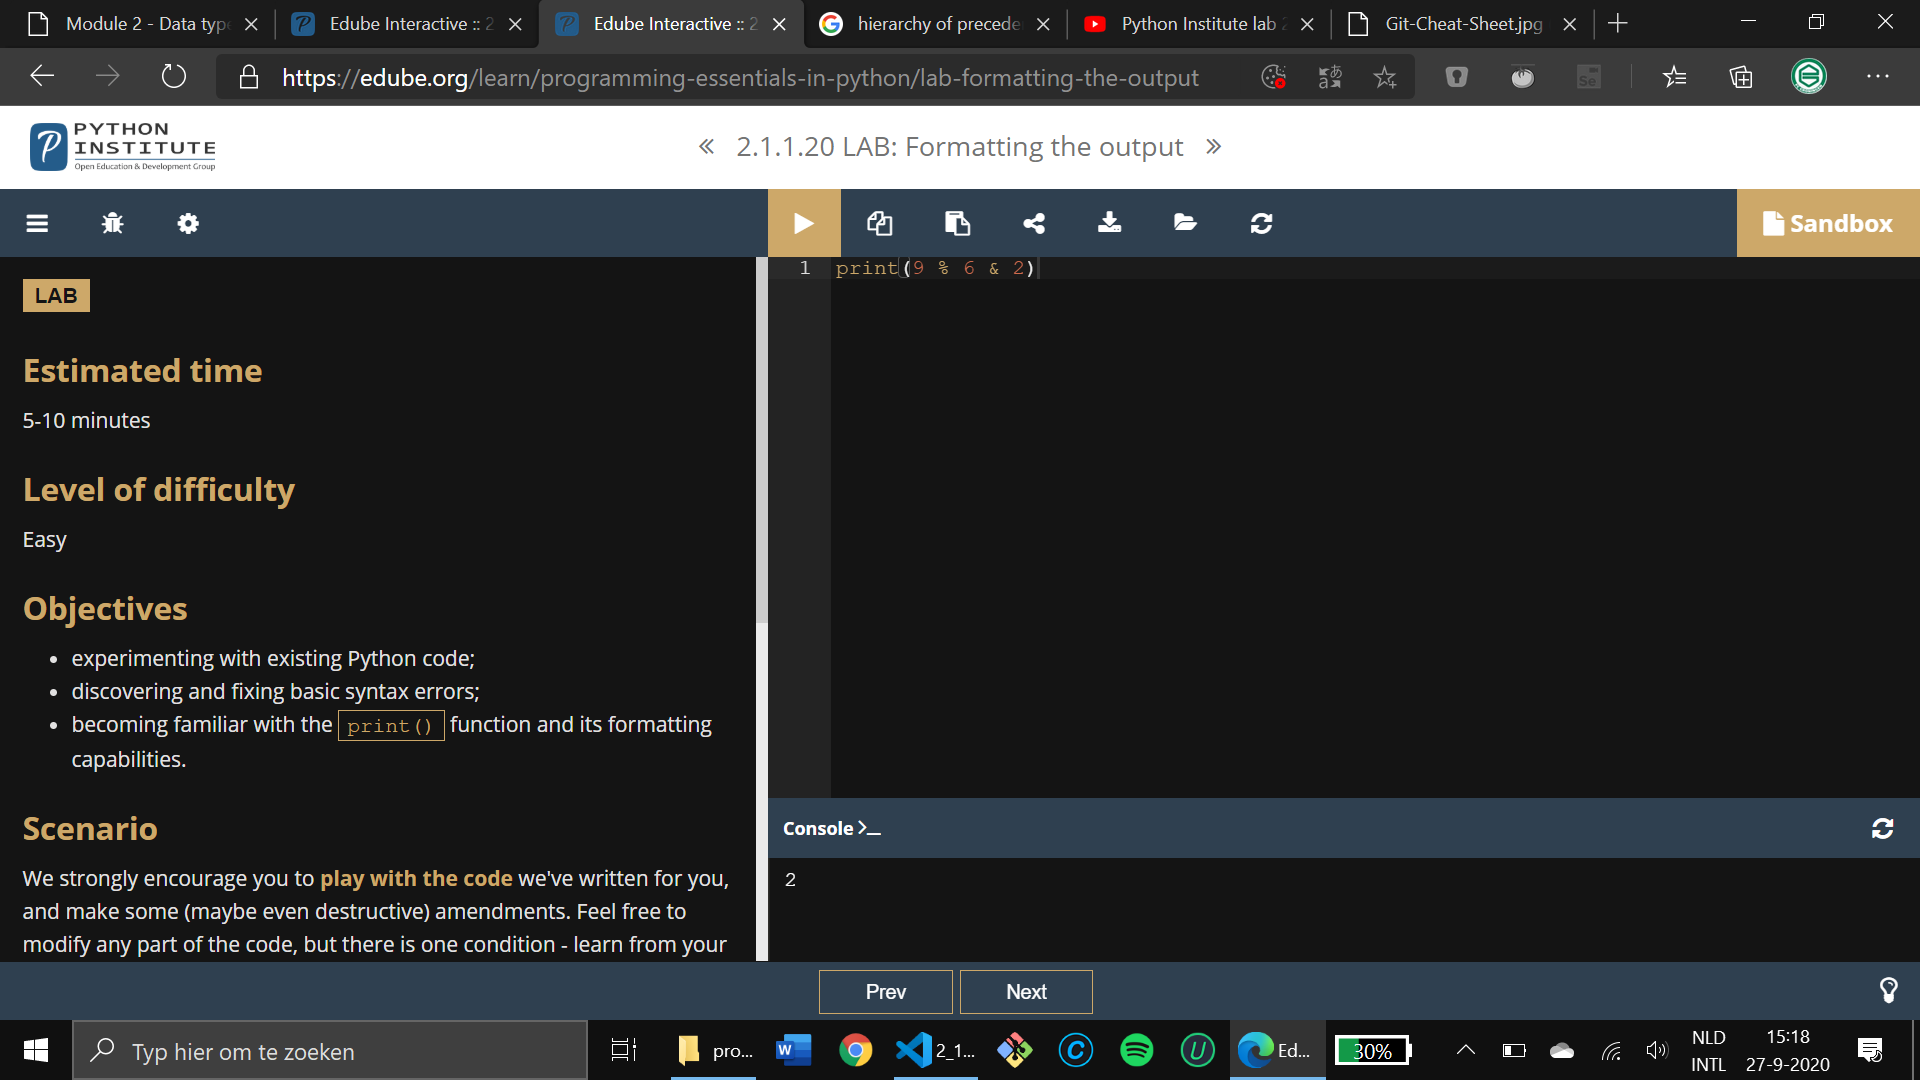 Module 2 - Data typ
Edube Interactive :: 2
Edube Interactive :: 2
hierarchy of precede
Python Institute lab 2
Git-Cheat-Sheet.jpg
https://edube.org/learn/programming-essentials-in-python/lab-formatting-the-output
PYTHON
INSTITUTE
Open Education & Development Group
« 2.1.1.20 LAB: Formatting the output »
Sandbox
1 print(9 % 6 & 2)
LAB
Estimated time
5-10 minutes
Level of difficulty
Easy
Objectives
• experimenting with existing Python code;
• discovering and fixing basic syntax errors;
• becoming familiar with the print() function and its formatting
capabilities.
Scenario
We strongly encourage you to play with the code we've written for you,
and make some (maybe even destructive) amendments. Feel free to
modify any part of the code, but there is one condition - learn from your
Console
2
Prev
Next
Typ hier om te zoeken
pro...
2_1...
Ed...
30%
NLD
INTL
15:18
27-9-2020